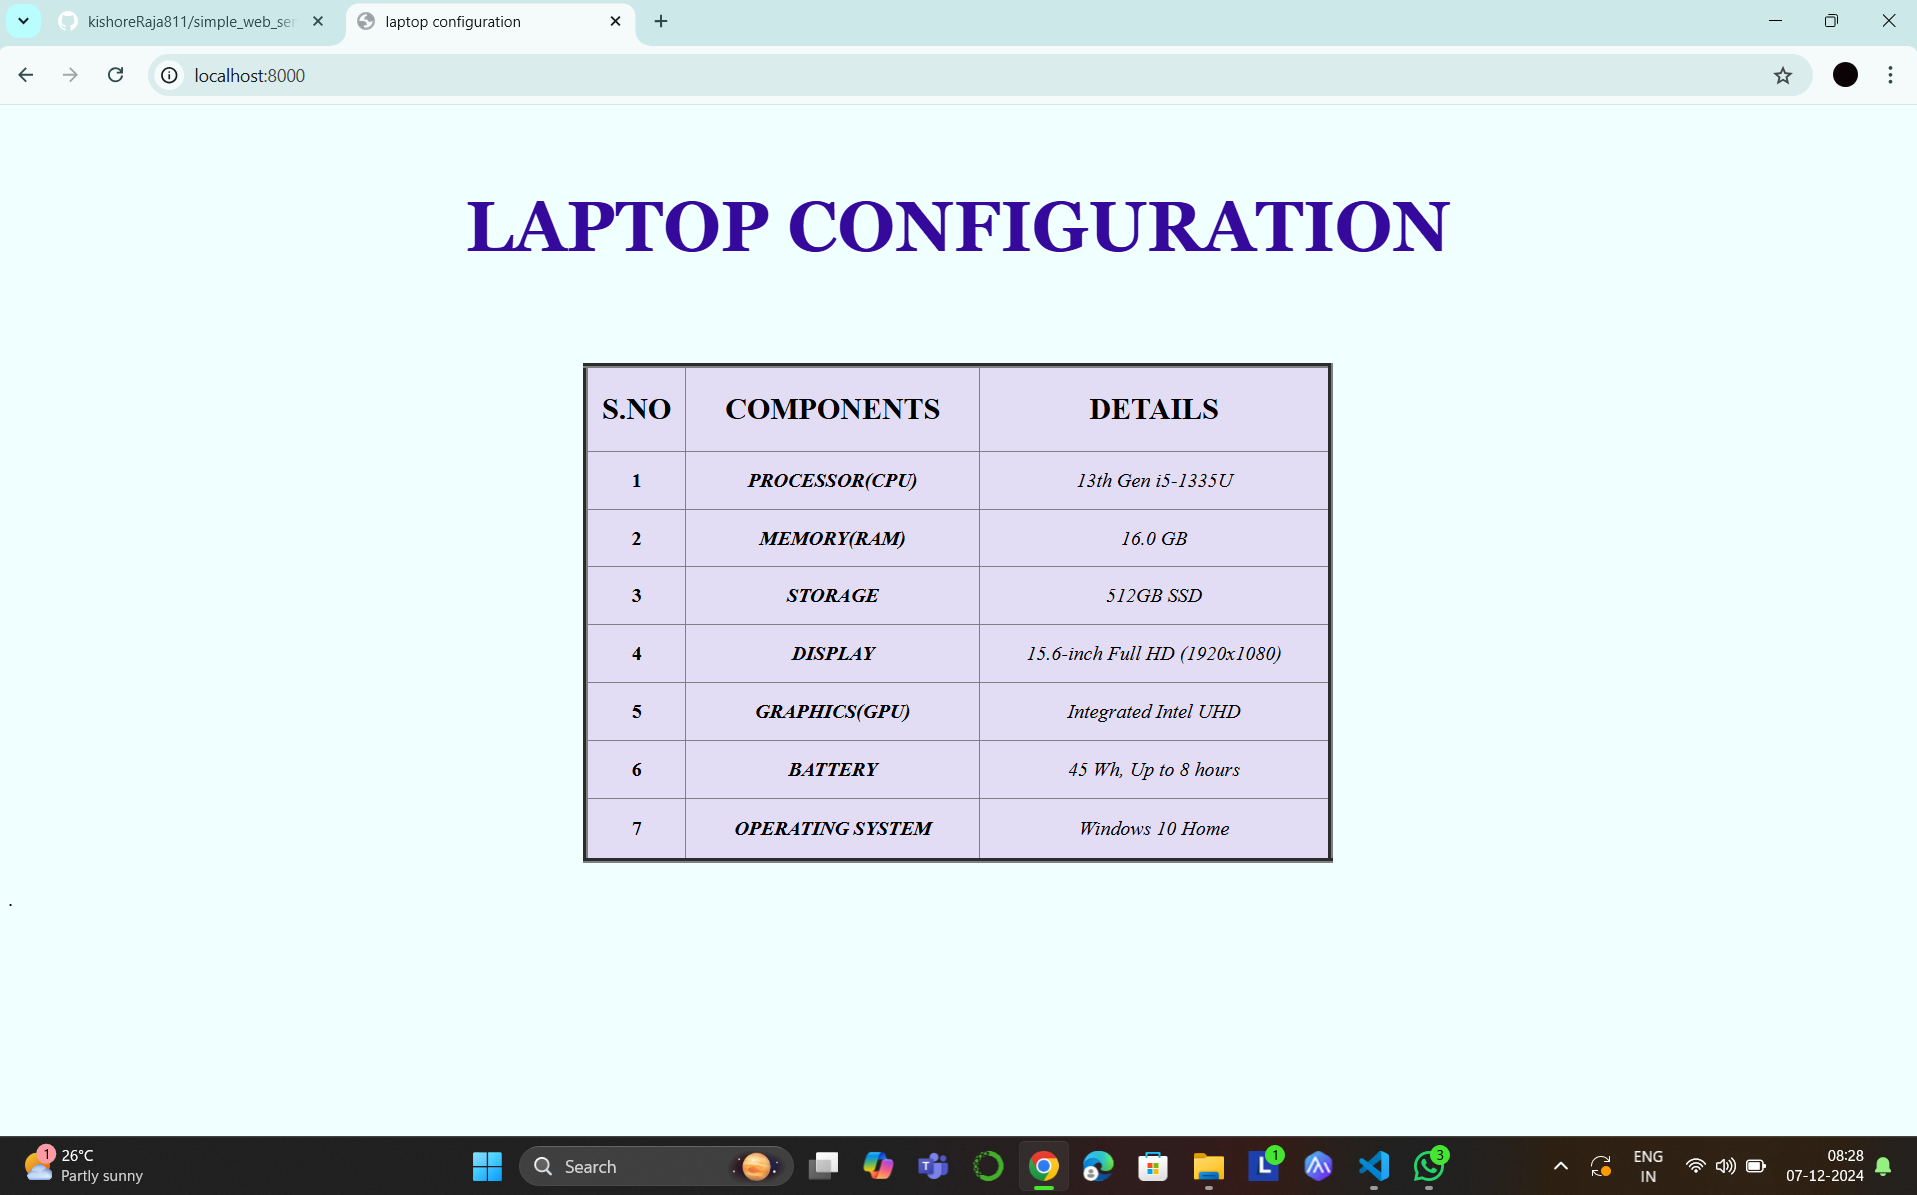 kishoreRaja811/simple_web_ser
laptop configuration
localhost:8000
LAPTOP CONFIGURATION
S.NO COMPONENTS DETAILS
1 PROCESSOR(CPU) 13th Gen i5-1335U
2 MEMORY(RAM) 16.0 GB
3 STORAGE 512GB SSD
4 DISPLAY 15.6-inch Full HD (1920x1080)
5 GRAPHICS(GPU) Integrated Intel UHD
6 BATTERY 45 Wh, Up to 8 hours
7 OPERATING SYSTEM Windows 10 Home
.
1
26°C
Partly sunny
Search
T
L
1
3
ENG
IN
08:28
07-12-2024